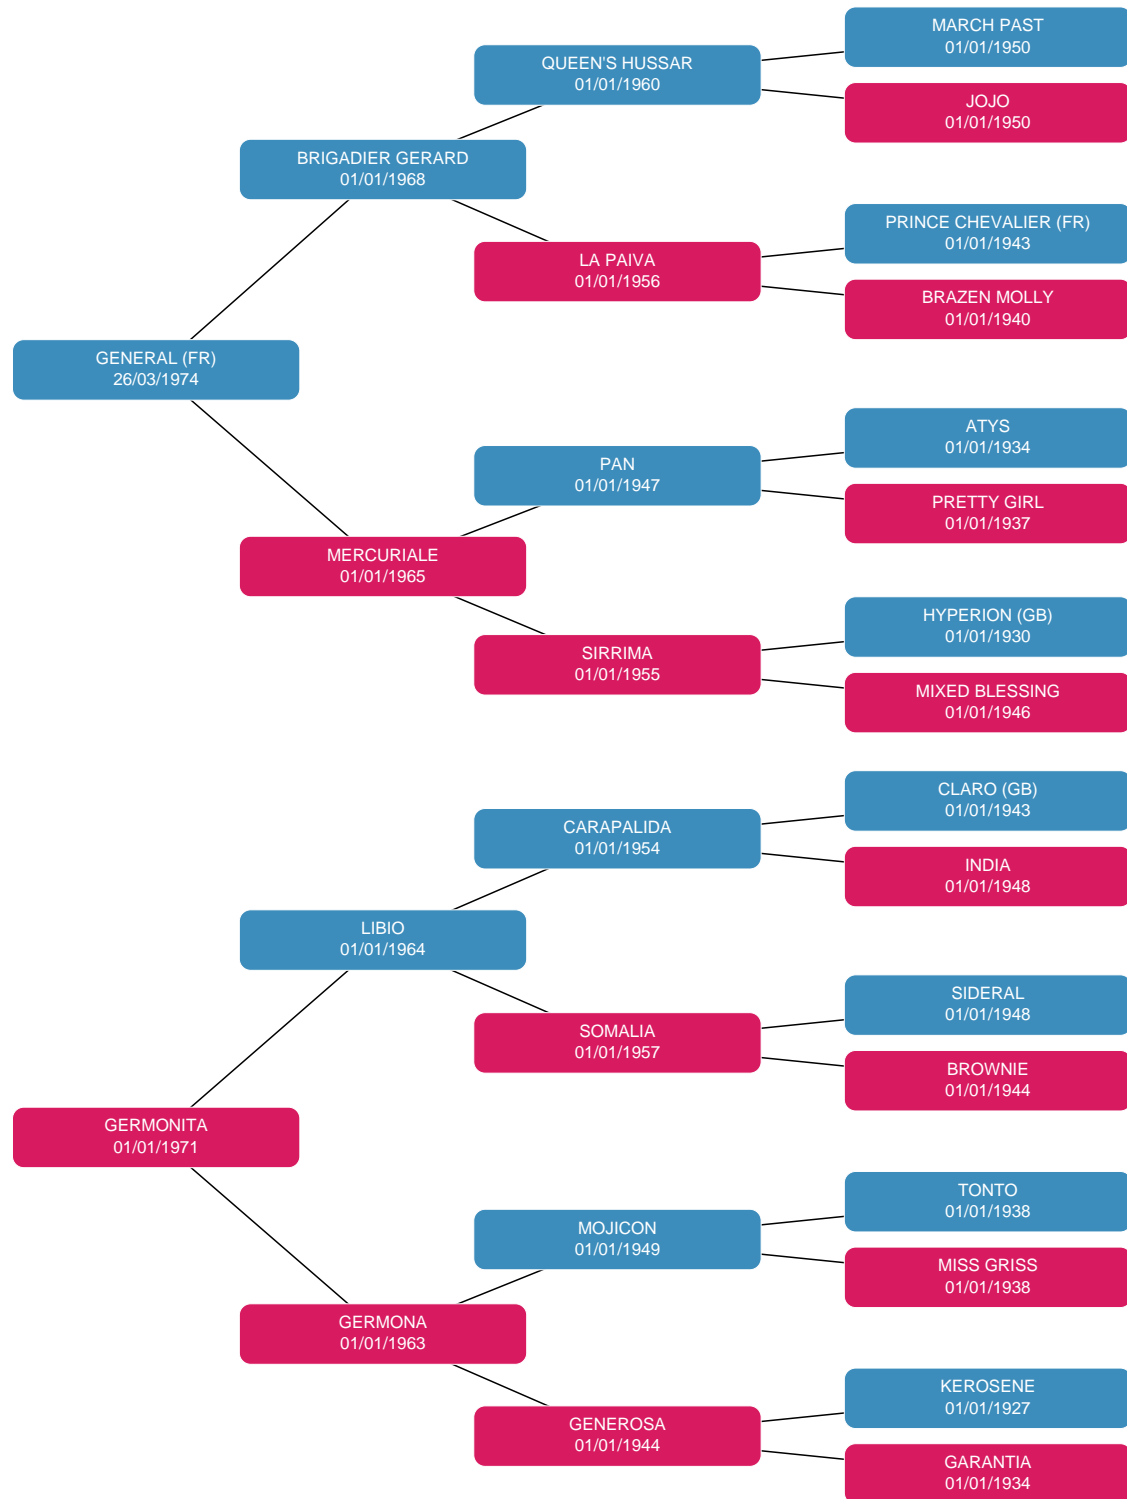 MARCH PAST
01/01/1950
QUEEN'S HUSSAR
01/01/1960
JOJO
01/01/1950
BRIGADIER GERARD
01/01/1968
PRINCE CHEVALIER (FR)
01/01/1943
LA PAIVA
01/01/1956
BRAZEN MOLLY
01/01/1940
GENERAL (FR)
26/03/1974
ATYS
01/01/1934
PAN
01/01/1947
PRETTY GIRL
01/01/1937
MERCURIALE
01/01/1965
HYPERION (GB)
01/01/1930
SIRRIMA
01/01/1955
MIXED BLESSING
01/01/1946
CLARO (GB)
01/01/1943
CARAPALIDA
01/01/1954
INDIA
01/01/1948
LIBIO
01/01/1964
SIDERAL
01/01/1948
SOMALIA
01/01/1957
BROWNIE
01/01/1944
GERMONITA
01/01/1971
TONTO
01/01/1938
MOJICON
01/01/1949
MISS GRISS
01/01/1938
GERMONA
01/01/1963
KEROSENE
01/01/1927
GENEROSA
01/01/1944
GARANTIA
01/01/1934